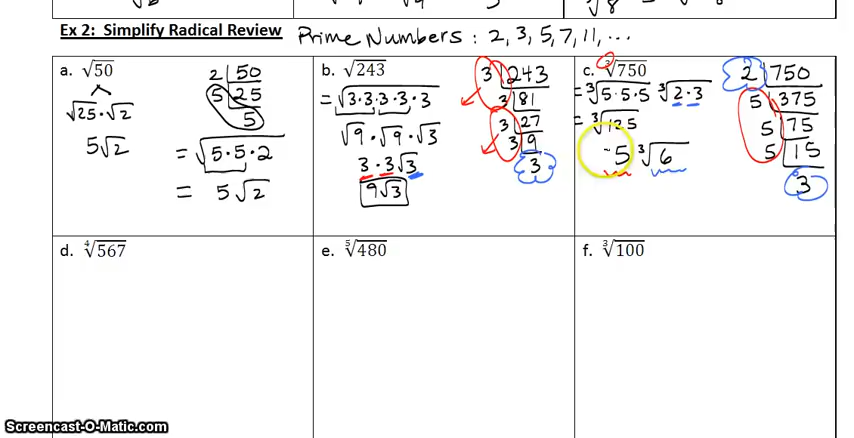 Ex 2: Simplify Radical Review
Prime Numbers : 2, 3, 5, 7, 11, ...
a. √50
√25 · √2
5√2
2 | 50
5 | 25
5
= √5·5·2
= 5√2
b. √243
= √3·3·3·3·3
√9 · √9 · √3
3 · 3√3
9√3
3 | 243
3 | 81
3 | 27
3 | 9
3
c. ∛750
= ∛5·5·5 ∛2·3
= ∛125
5 ∛6
2 | 750
5 | 375
5 | 75
5 | 15
3
d. ∜567
e. ⁵√480
f. ∛100
Screencast-O-Matic.com